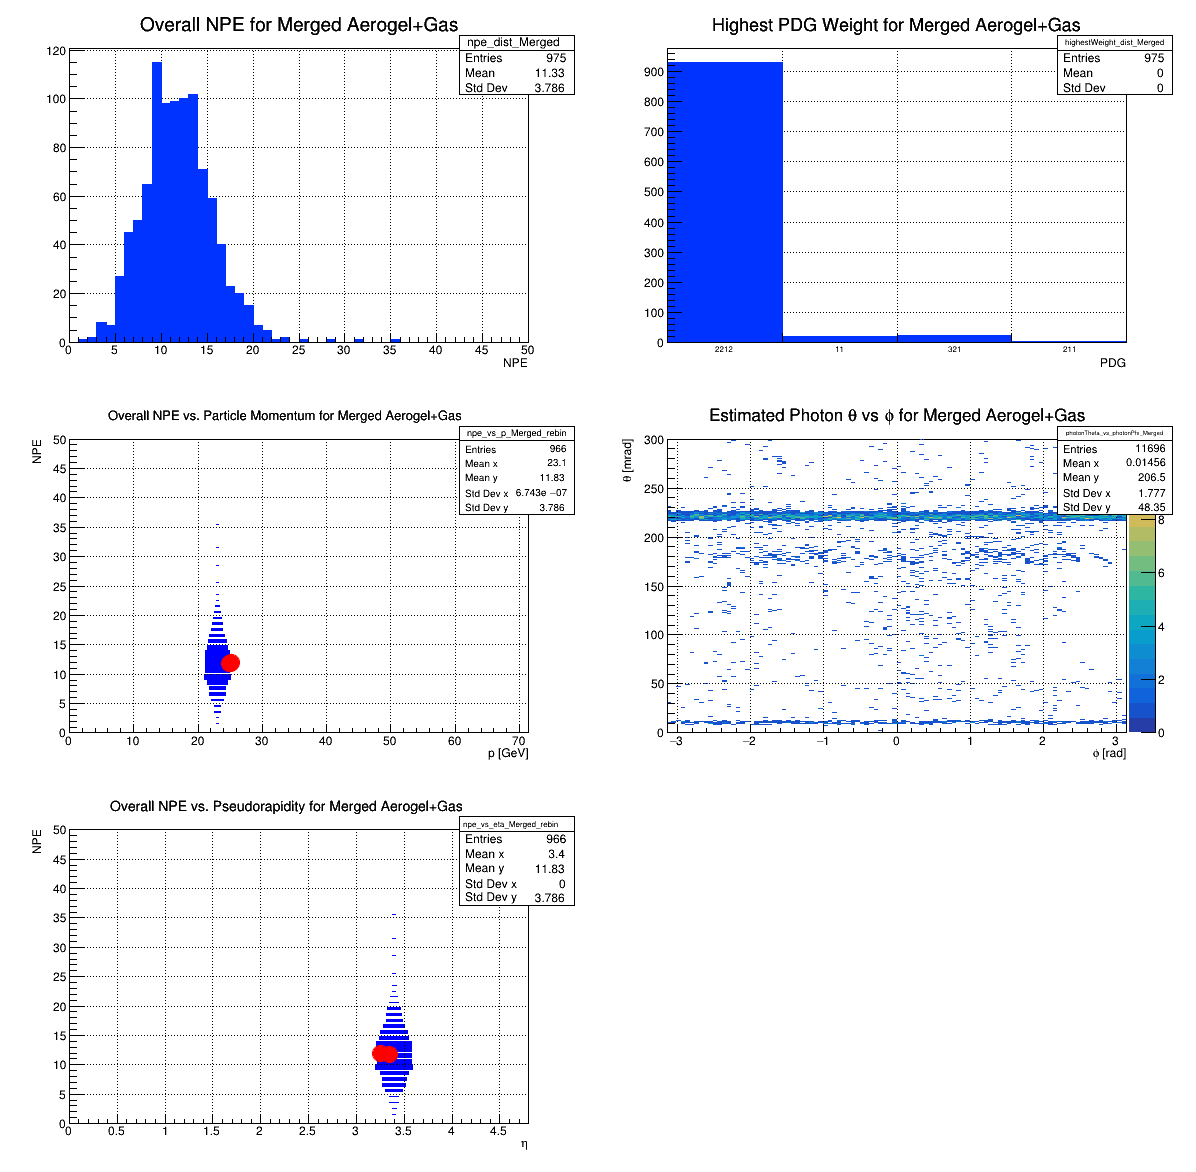 Overall NPE for Merged Aerogel+Gas
npe_dist_Merged
Entries 975
Mean 11.33
Std Dev 3.786
120
100
80
60
40
20
0
0 5 10 15 20 25 30 35 40 45 50
NPE
Highest PDG Weight for Merged Aerogel+Gas
highestWeight_dist_Merged
Entries 975
Mean 0
Std Dev 0
900
800
700
600
500
400
300
200
100
0
2212 11 321 211
PDG
Overall NPE vs. Particle Momentum for Merged Aerogel+Gas
npe_vs_p_Merged_rebin
Entries 966
Mean x 23.1
Mean y 11.83
Std Dev x 6.743e −07
Std Dev y 3.786
NPE
50
45
40
35
30
25
20
15
10
5
0
0 10 20 30 40 50 60 70
p [GeV]
Estimated Photon θ vs ϕ for Merged Aerogel+Gas
photonTheta_vs_photonPhi_Merged
Entries 11696
Mean x 0.01456
Mean y 206.5
Std Dev x 1.777
Std Dev y 48.35
θ [mrad]
300
250
200
150
100
50
0
−3 −2 −1 0 1 2 3
ϕ [rad]
8
6
4
2
0
Overall NPE vs. Pseudorapidity for Merged Aerogel+Gas
npe_vs_eta_Merged_rebin
Entries 966
Mean x 3.4
Mean y 11.83
Std Dev x 0
Std Dev y 3.786
NPE
50
45
40
35
30
25
20
15
10
5
0
0 0.5 1 1.5 2 2.5 3 3.5 4 4.5
η